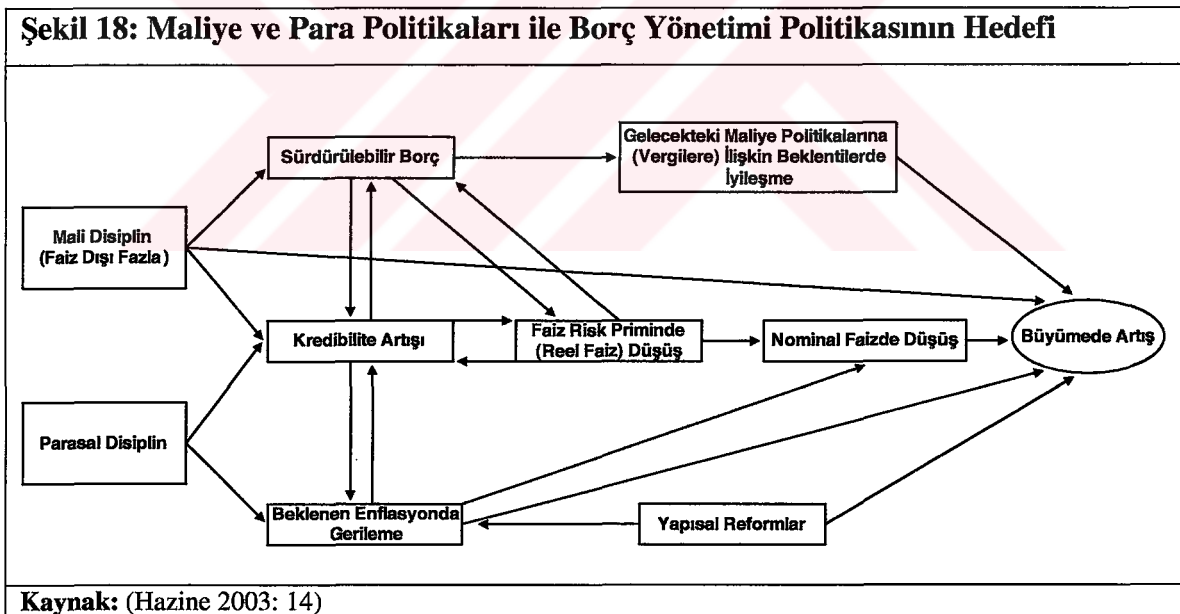 Şekil 18: Maliye ve Para Politikaları ile Borç Yönetimi Politikasının Hedefi
Sürdürülebilir Borç
Gelecekteki Maliye Politikalarına
(Vergilere) İlişkin Beklentilerde
İyileşme
Mali Disiplin
(Faiz Dışı Fazla)
Kredibilite Artışı
Faiz Risk Priminde
(Reel Faiz) Düşüş
Nominal Faizde Düşüş
Büyümede Artış
Parasal Disiplin
Beklenen Enflasyonda
Gerileme
Yapısal Reformlar
Kaynak: (Hazine 2003: 14)